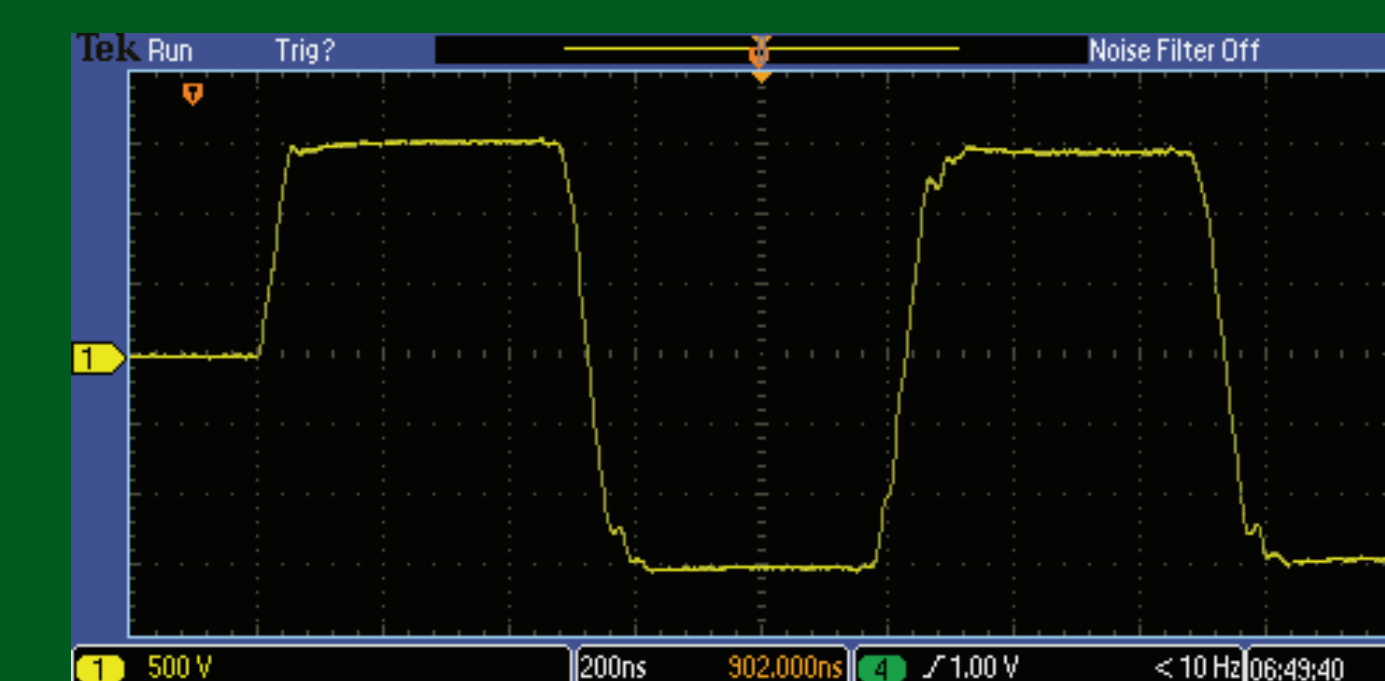 Tek Run Trig? Noise Filter Off
T
1
1 500 V 200ns 902.000ns 4 1.00 V < 10 Hz 06:49:40